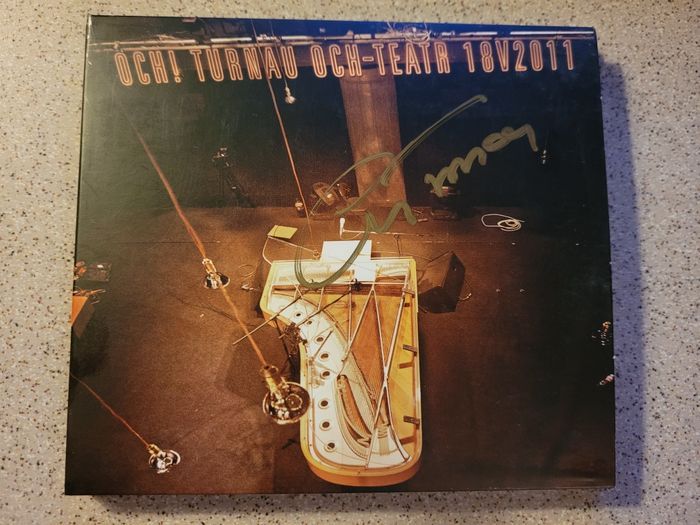 OCH! TURNAU OCH-TEATR 18V2011